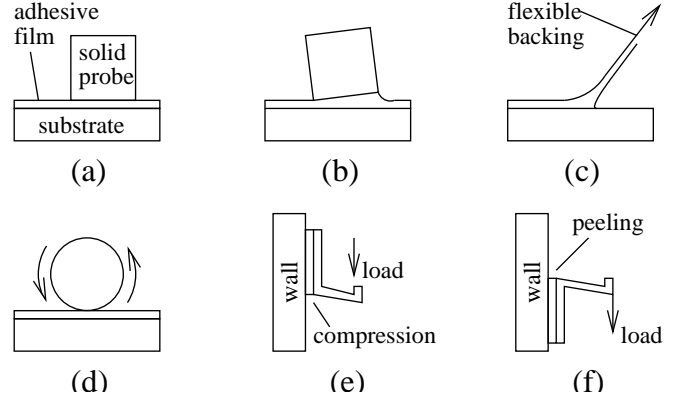 adhesive
film
solid
probe
substrate
(a)
(b)
flexible
backing
(c)
(d)
wall
load
compression
(e)
wall
peeling
load
(f)